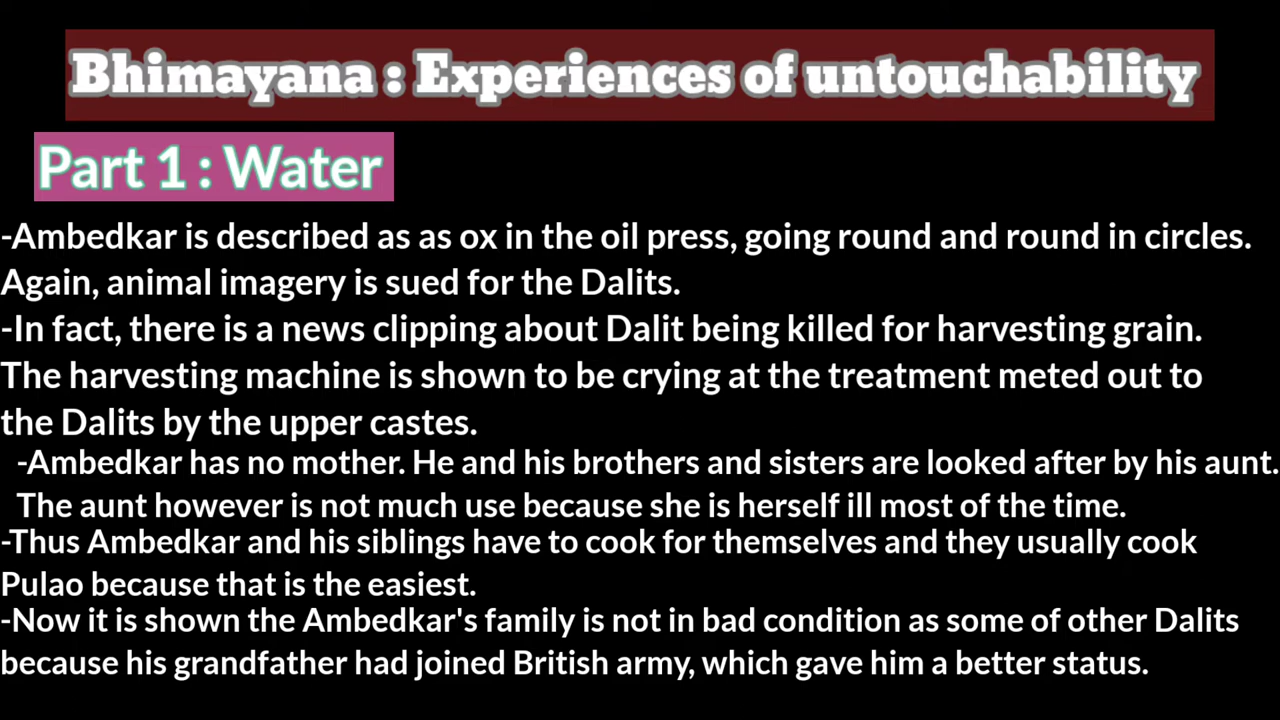 Bhimayana : Experiences of untouchability
Part 1 : Water
-Ambedkar is described as as ox in the oil press, going round and round in circles.
Again, animal imagery is sued for the Dalits.
-In fact, there is a news clipping about Dalit being killed for harvesting grain.
The harvesting machine is shown to be crying at the treatment meted out to
the Dalits by the upper castes.
-Ambedkar has no mother. He and his brothers and sisters are looked after by his aunt.
The aunt however is not much use because she is herself ill most of the time.
-Thus Ambedkar and his siblings have to cook for themselves and they usually cook
Pulao because that is the easiest.
-Now it is shown the Ambedkar's family is not in bad condition as some of other Dalits
because his grandfather had joined British army, which gave him a better status.